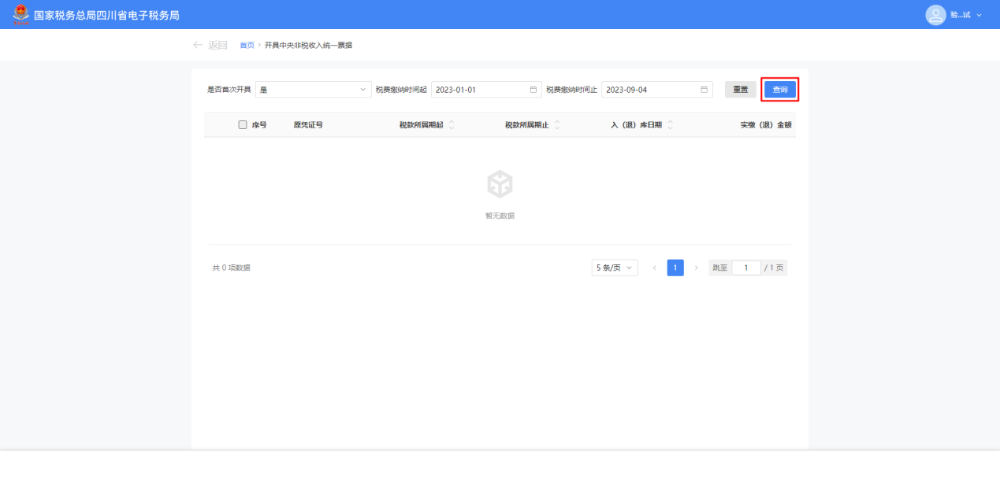 国家税务总局四川省电子税务局
验...试
返回 首页 > 开具中央非税收入统一票据
是否首次开具 是 税费缴纳时间起 2023-01-01 税费缴纳时间止 2023-09-04 重置 查询
序号 原凭证号 税款所属期起 税款所属期止 入（退）库日期 实缴（退）金额
暂无数据
共 0 项数据 5 条/页 < 1 > 跳至 1 / 1 页